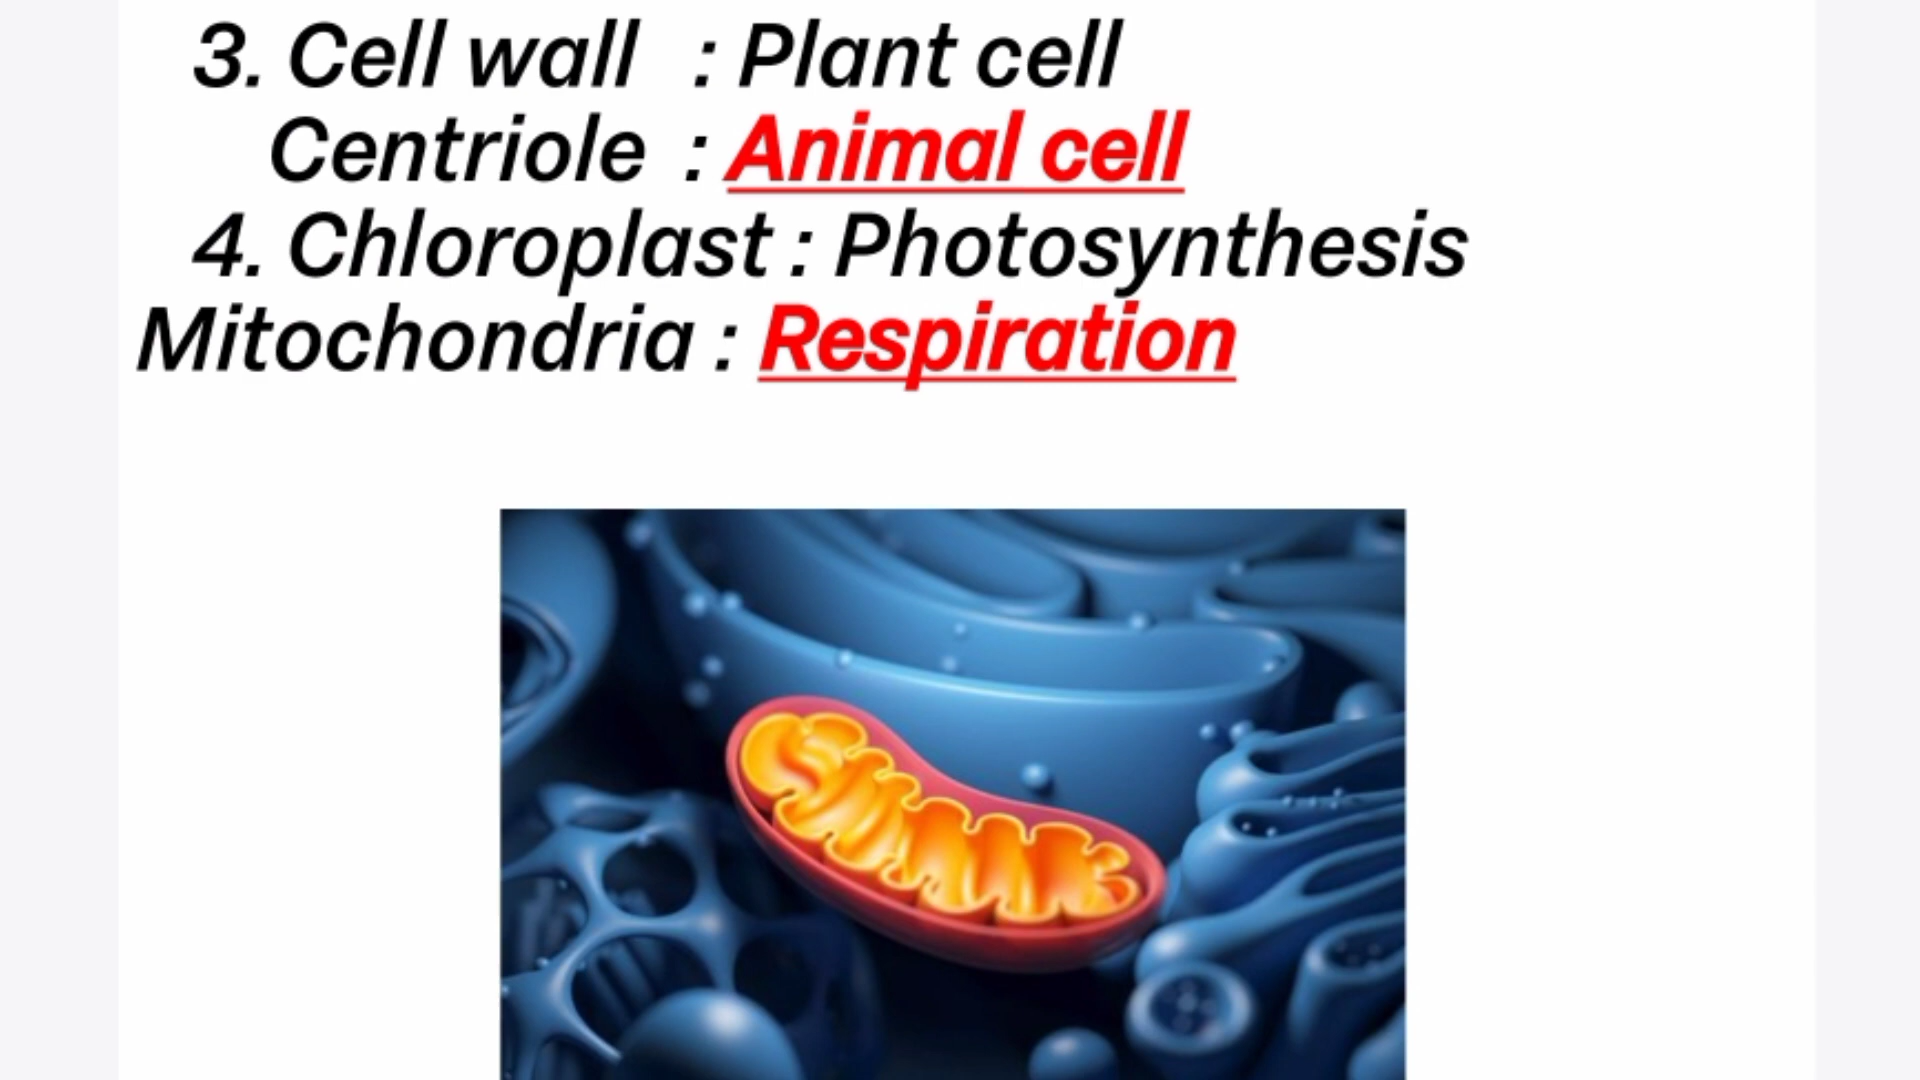 3. Cell wall : Plant cell
Centriole : Animal cell
4. Chloroplast : Photosynthesis
Mitochondria : Respiration